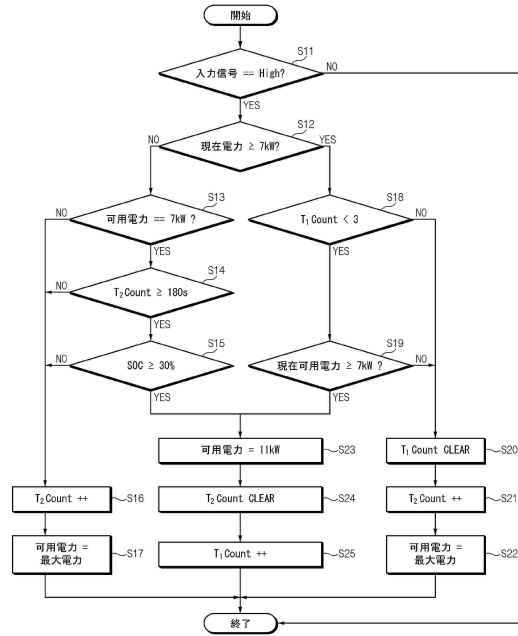 開始
S11
入力信号 == High?
NO
YES
S12
NO
現在電力 ≥ 7kW?
YES
S13
S18
NO
可用電力 == 7kW ?
T₁Count < 3
NO
YES
YES
S14
NO
T₂Count ≥ 180s
YES
S15
S19
NO
SOC ≥ 30%
現在可用電力 ≥ 7kW ?
NO
YES
YES
可用電力 = 11kW
S23
T₁Count CLEAR
S20
T₂Count ++
S16
T₂Count CLEAR
S24
T₂Count ++
S21
可用電力 =
最大電力
S17
T₁Count ++
S25
可用電力 =
最大電力
S22
終了